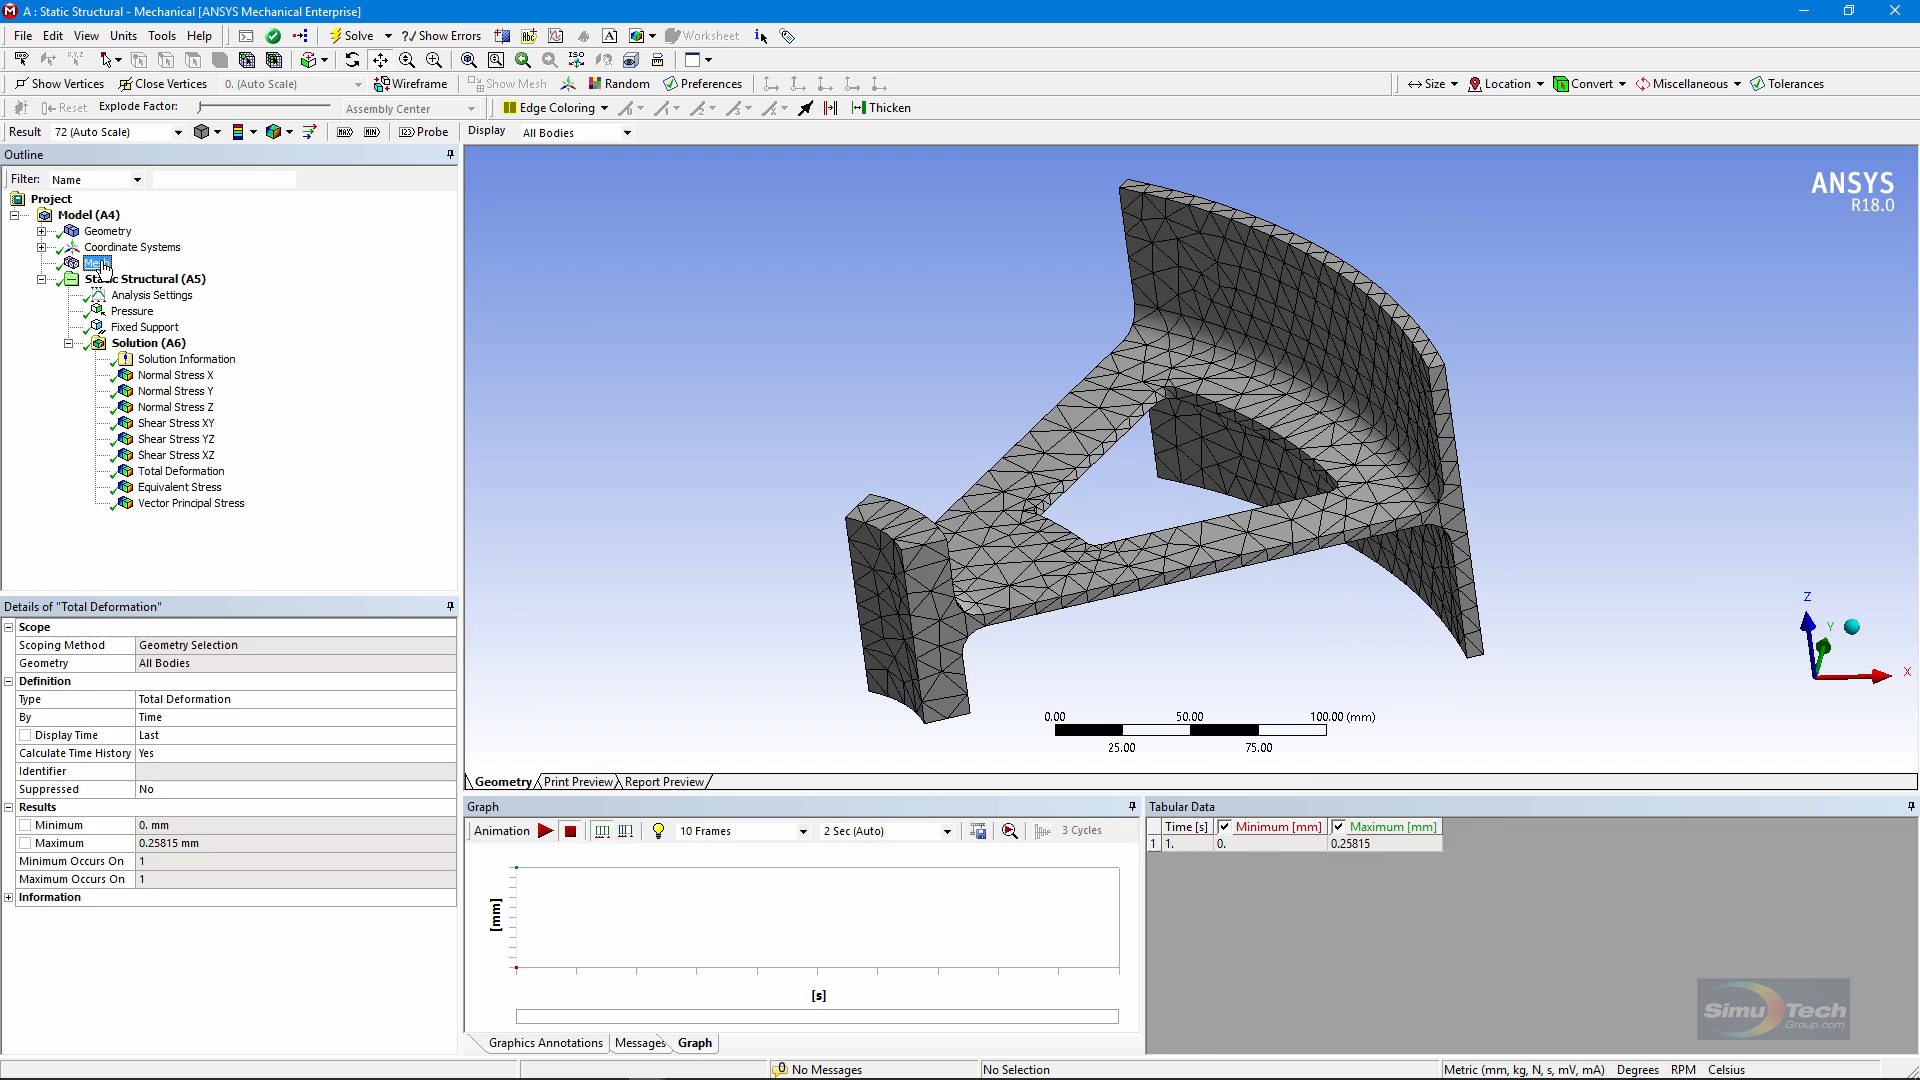 A : Static Structural - Mechanical [ANSYS Mechanical Enterprise]
File Edit View Units Tools Help Solve ?/ Show Errors Worksheet
Show Vertices Close Vertices 0. (Auto Scale) Wireframe Show Mesh Random Preferences Size Location Convert Miscellaneous Tolerances
Reset Explode Factor: Assembly Center Edge Coloring Thicken
Result 72 (Auto Scale) MAX MIN Probe Display All Bodies
Outline
Filter: Name
Project
Model (A4)
Geometry
Coordinate Systems
Static Structural (A5)
Analysis Settings
Pressure
Fixed Support
Solution (A6)
Solution Information
Normal Stress X
Normal Stress Y
Normal Stress Z
Shear Stress XY
Shear Stress YZ
Shear Stress XZ
Total Deformation
Equivalent Stress
Vector Principal Stress
Details of "Total Deformation"
Scope
Scoping Method Geometry Selection
Geometry All Bodies
Definition
Type Total Deformation
By Time
Display Time Last
Calculate Time History Yes
Identifier
Suppressed No
Results
Minimum 0. mm
Maximum 0.25815 mm
Minimum Occurs On 1
Maximum Occurs On 1
Information
ANSYS
R18.0
Z
Y
X
0.00 50.00 100.00 (mm)
25.00 75.00
Geometry Print Preview Report Preview
Graph
Animation 10 Frames 2 Sec (Auto) 3 Cycles
[mm]
[s]
Graphics Annotations Messages Graph
Tabular Data
Time [s] Minimum [mm] Maximum [mm]
1 1. 0. 0.25815
SimuTech
Group.com
No Messages No Selection Metric (mm, kg, N, s, mV, mA) Degrees RPM Celsius